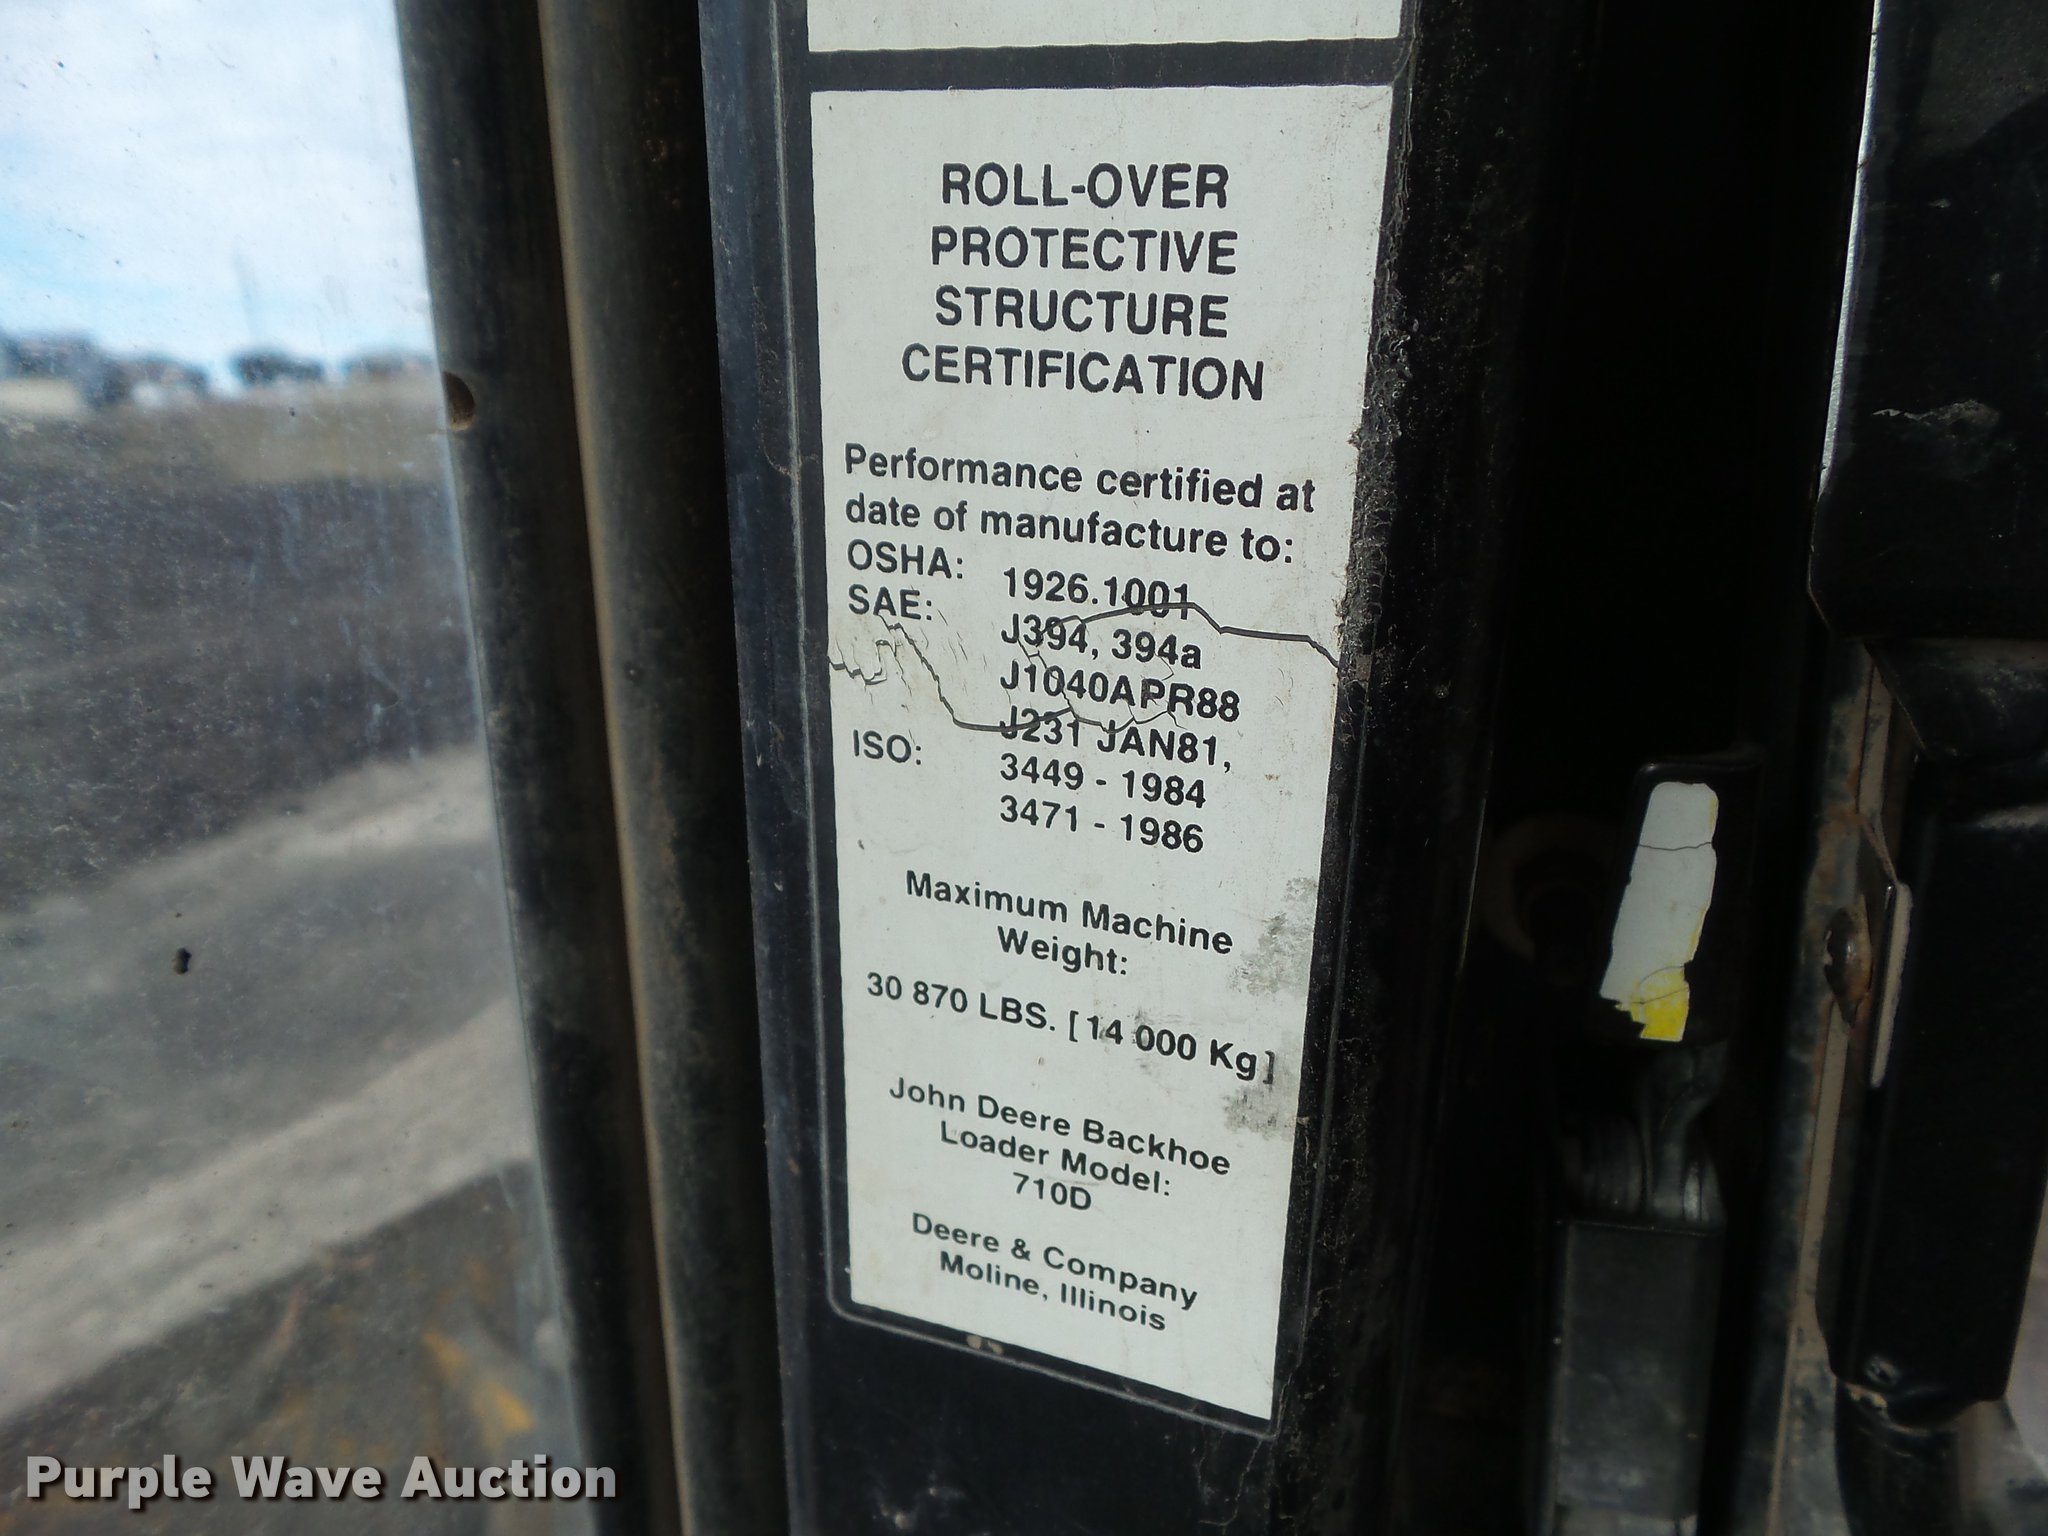 ROLL-OVER
PROTECTIVE
STRUCTURE
CERTIFICATION
Performance certified at
date of manufacture to:
OSHA: 1926.1001
SAE: J394, 394a
J1040APR88
J231 JAN81,
ISO: 3449 - 1984
3471 - 1986
Maximum Machine
Weight:
30 870 LBS. [ 14 000 Kg ]
John Deere Backhoe
Loader Model:
710D
Deere & Company
Moline, Illinois
Purple Wave Auction